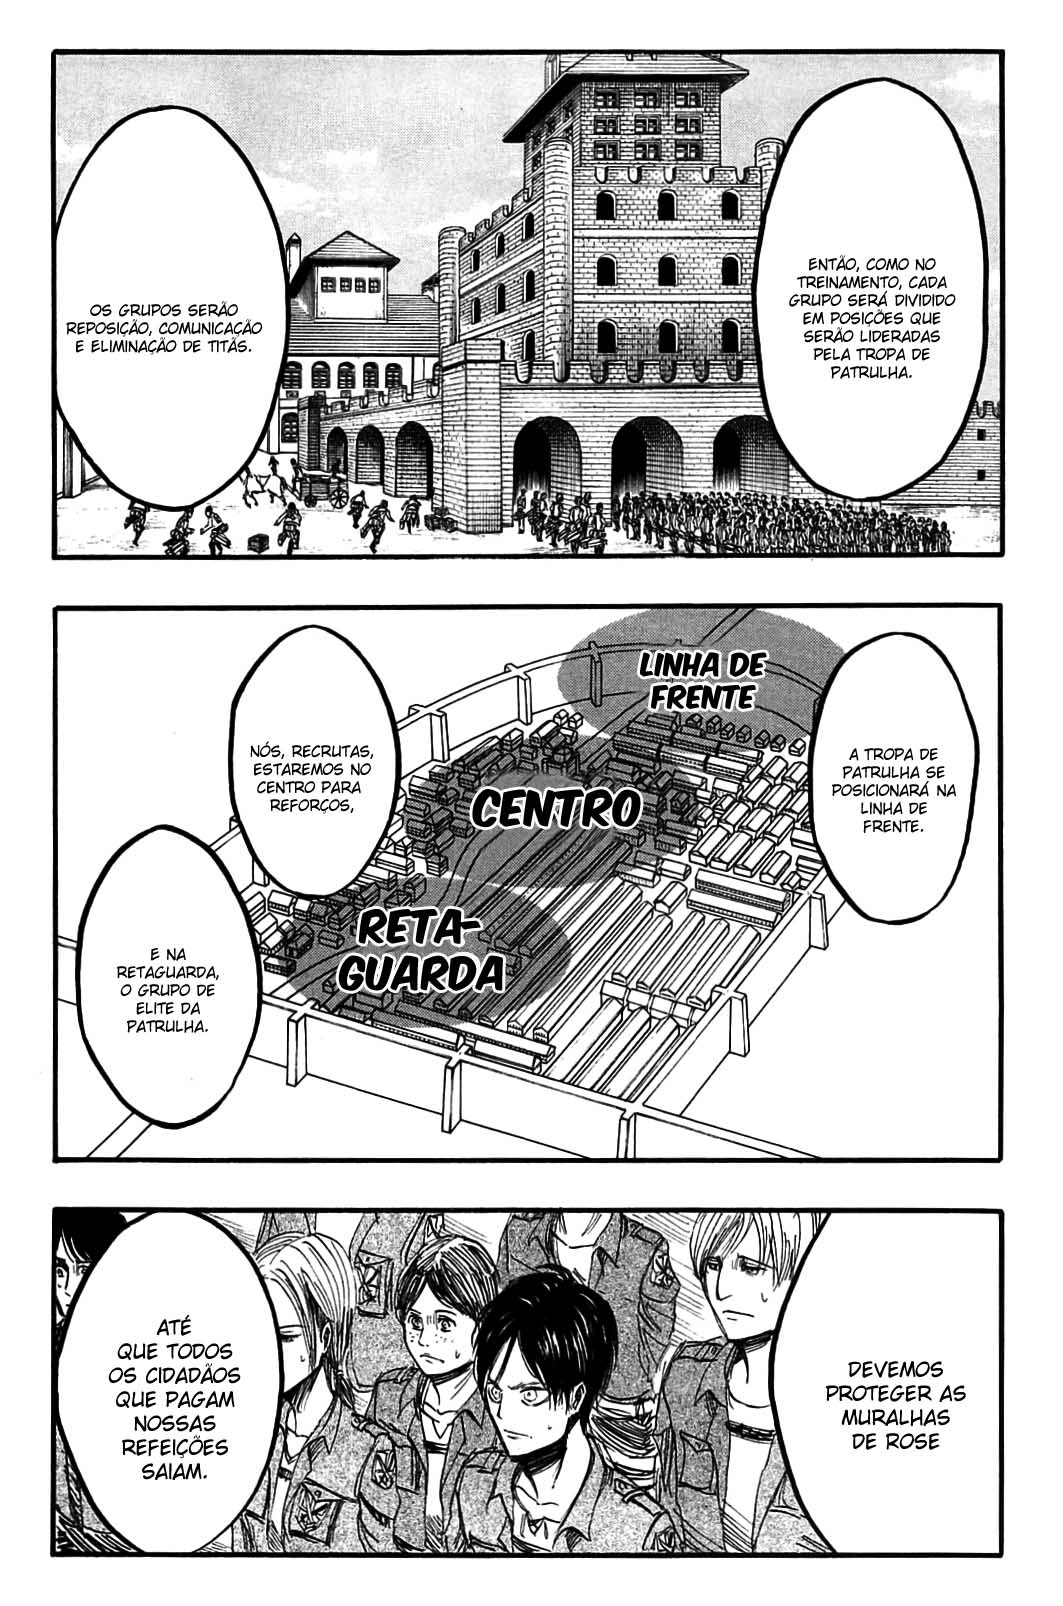 ENTÃO, COMO NO
TREINAMENTO, CADA
GRUPO SERÁ DIVIDIDO
EM POSIÇÕES QUE
SERÃO LIDERADAS
PELA TROPA DE
PATRULHA.
OS GRUPOS SERÃO
REPOSIÇÃO, COMUNICAÇÃO
E ELIMINAÇÃO DE TITÃS.
LINHA DE
FRENTE
A TROPA DE
PATRULHA SE
POSICIONARÁ NA
LINHA DE
FRENTE.
NÓS, RECRUTAS,
ESTAREMOS NO
CENTRO PARA
REFORÇOS,
CENTRO
RETA-
GUARDA
E NA
RETAGUARDA,
O GRUPO DE
ELITE DA
PATRULHA.
DEVEMOS
PROTEGER AS
MURALHAS
DE ROSE
ATÉ
QUE TODOS
OS CIDADÃOS
QUE PAGAM
NOSSAS
REFEIÇÕES
SAIAM.